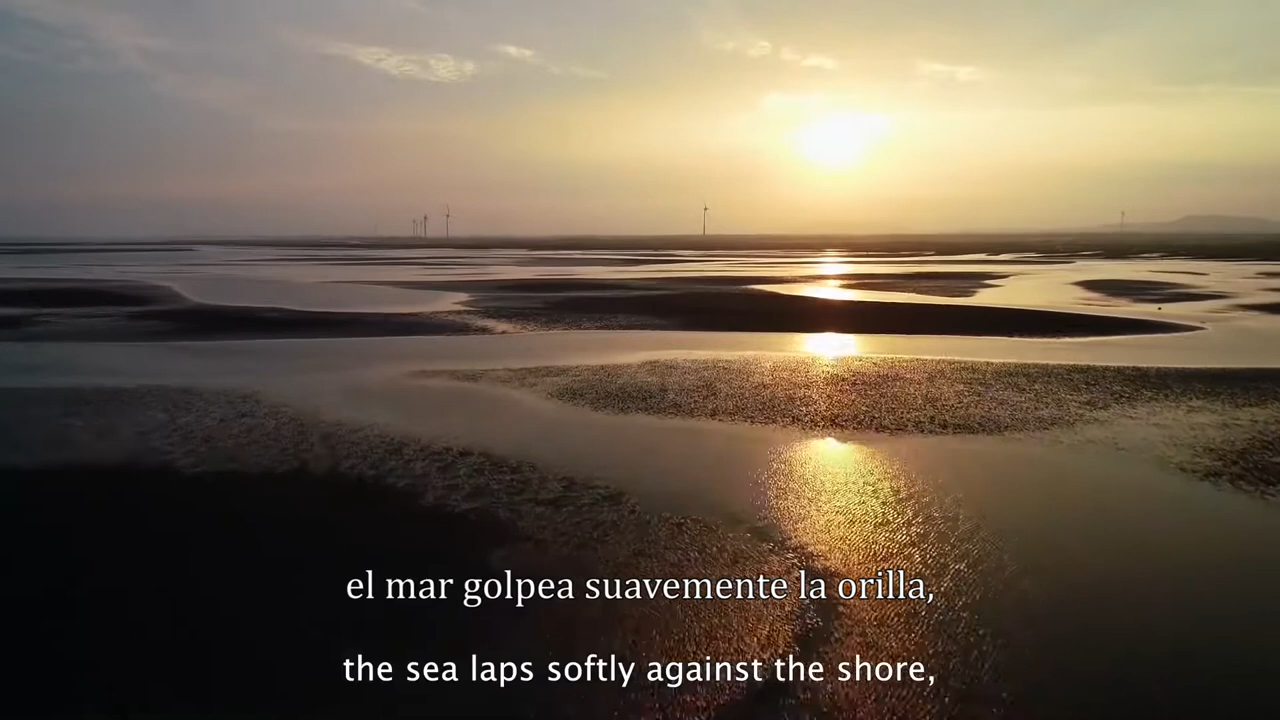 el mar golpea suavemente la orilla,
the sea laps softly against the shore,